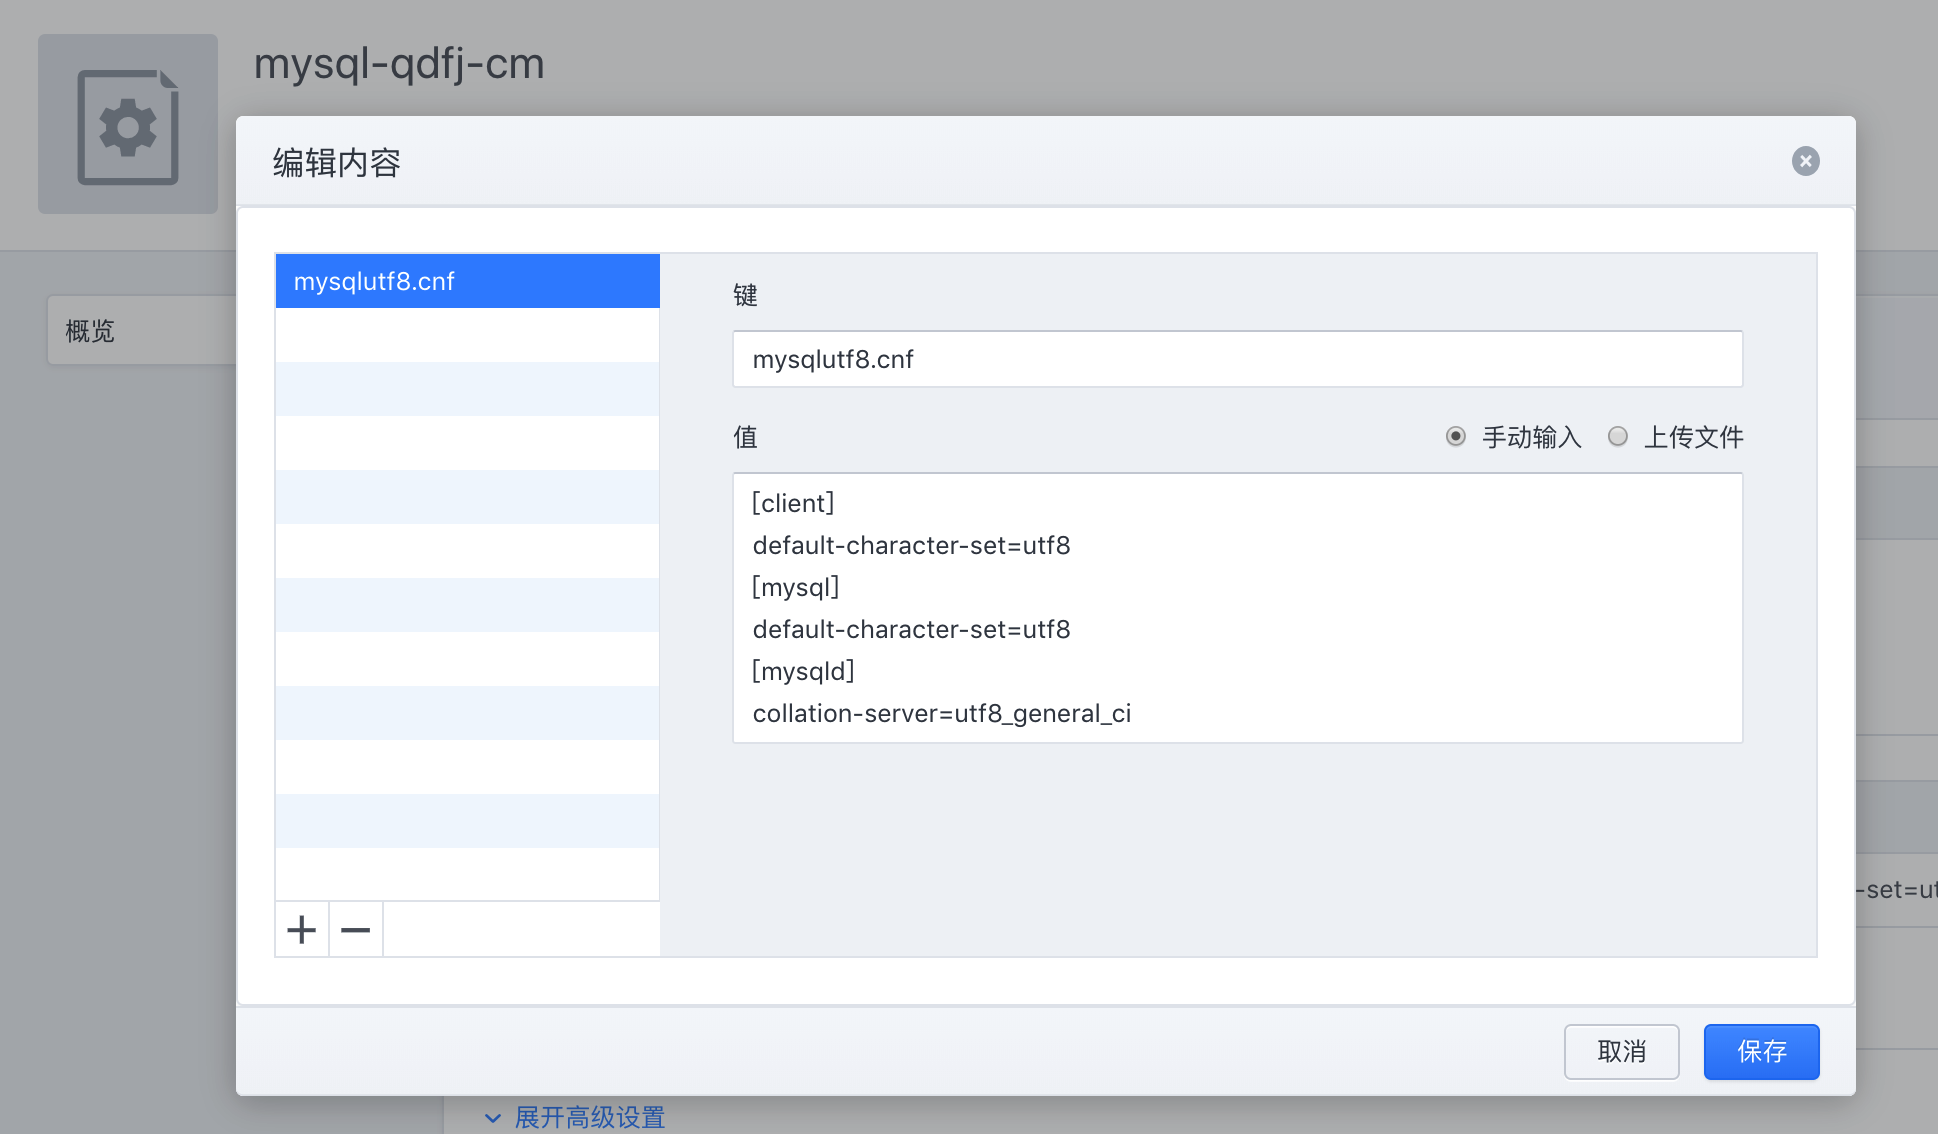 mysql-qdfj-cm
编辑内容
概览
mysqlutf8.cnf
键
mysqlutf8.cnf
值
手动输入
上传文件
[client]
default-character-set=utf8
[mysql]
default-character-set=utf8
[mysqld]
collation-server=utf8_general_ci
-set=ut
取消
保存
展开高级设置